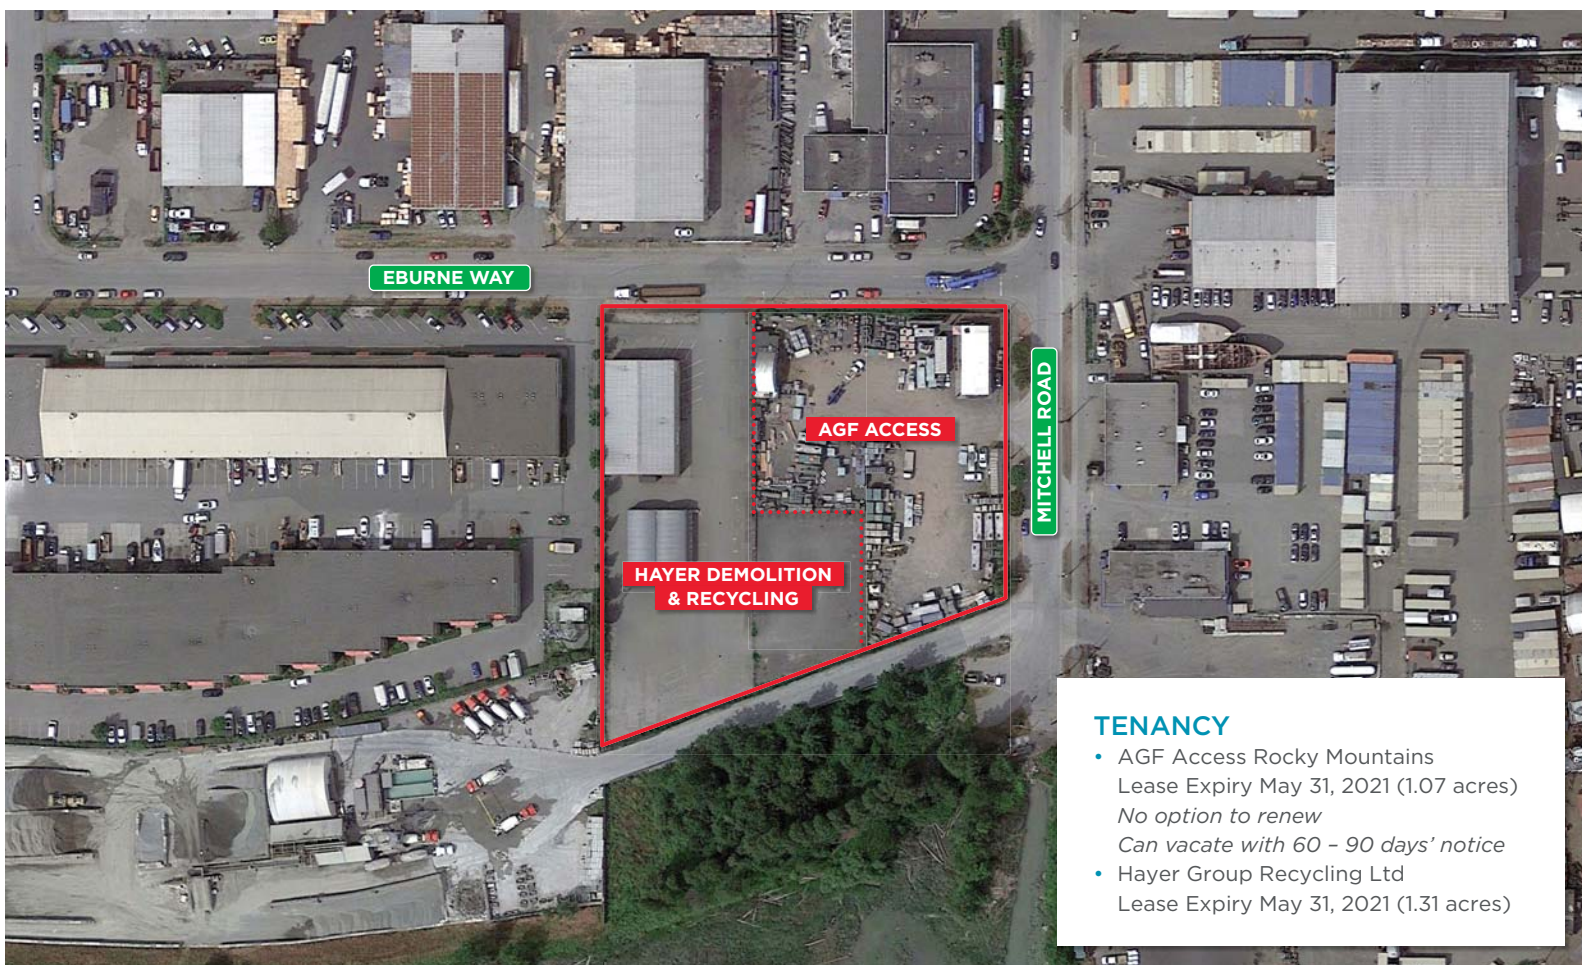 EBURNE WAY
MITCHELL ROAD
AGF ACCESS
HAYER DEMOLITION
& RECYCLING
TENANCY
• AGF Access Rocky Mountains
Lease Expiry May 31, 2021 (1.07 acres)
No option to renew
Can vacate with 60 – 90 days’ notice
• Hayer Group Recycling Ltd
Lease Expiry May 31, 2021 (1.31 acres)